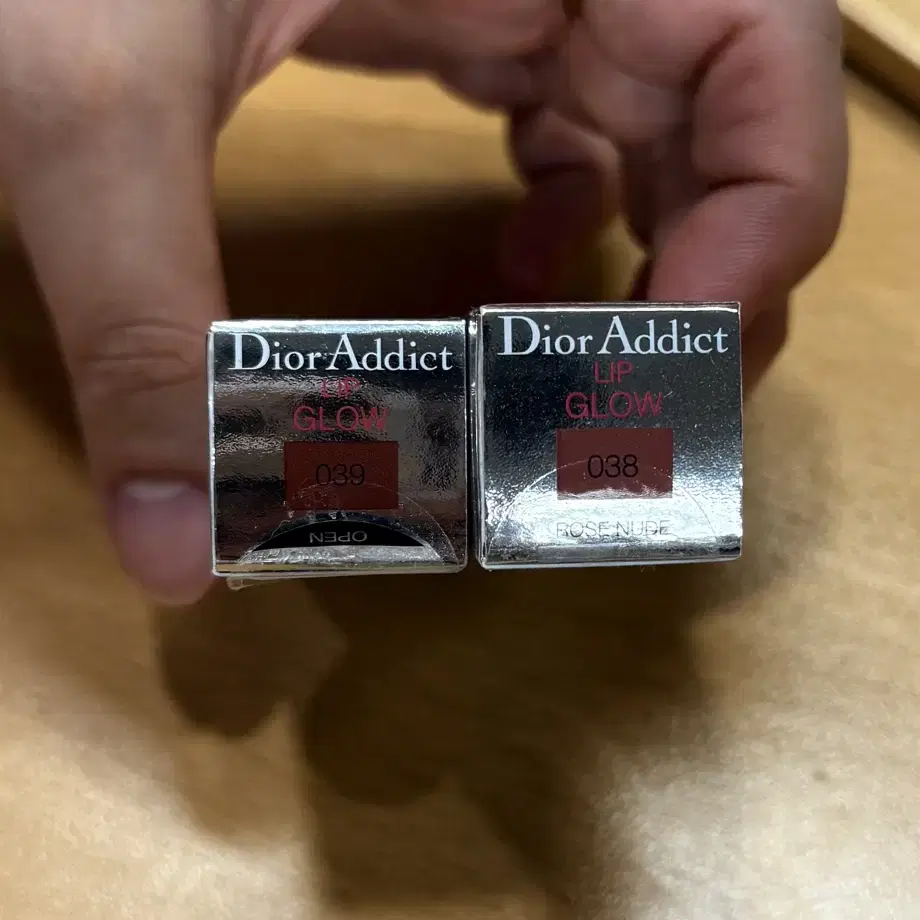 Dior Addict
LIP
GLOW
039
OPEN
Dior Addict
LIP
GLOW
038
ROSE NUDE